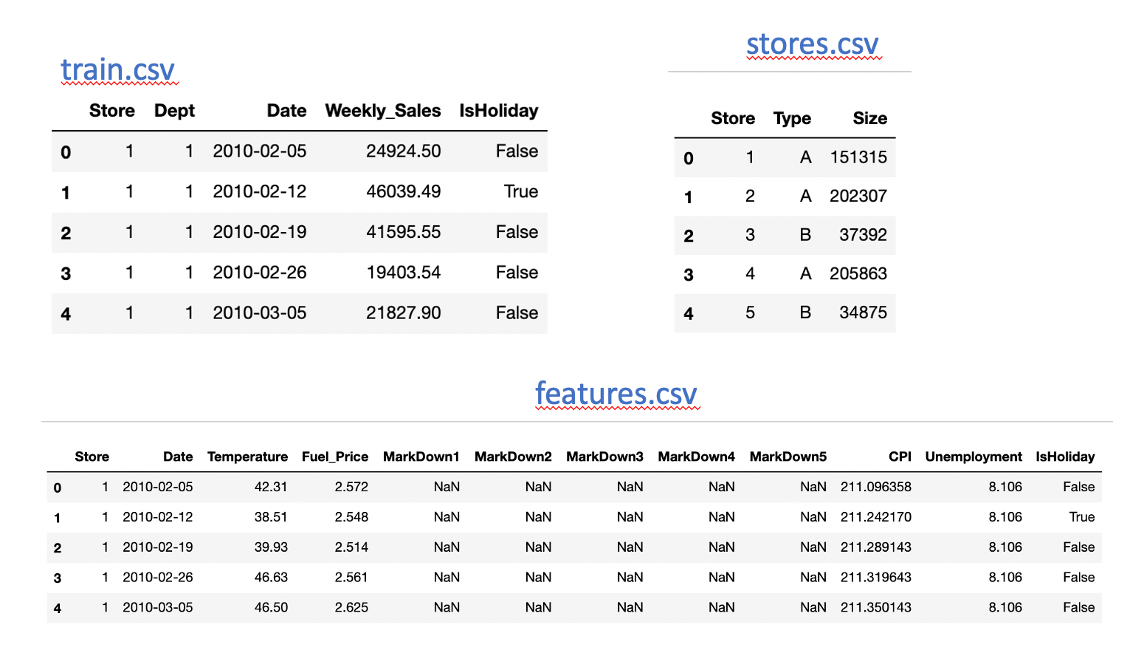 train.csv
Store Dept Date Weekly_Sales IsHoliday
0 1 1 2010-02-05 24924.50 False
1 1 1 2010-02-12 46039.49 True
2 1 1 2010-02-19 41595.55 False
3 1 1 2010-02-26 19403.54 False
4 1 1 2010-03-05 21827.90 False
stores.csv
Store Type Size
0 1 A 151315
1 2 A 202307
2 3 B 37392
3 4 A 205863
4 5 B 34875
features.csv
Store Date Temperature Fuel_Price MarkDown1 MarkDown2 MarkDown3 MarkDown4 MarkDown5 CPI Unemployment IsHoliday
0 1 2010-02-05 42.31 2.572 NaN NaN NaN NaN NaN 211.096358 8.106 False
1 1 2010-02-12 38.51 2.548 NaN NaN NaN NaN NaN 211.242170 8.106 True
2 1 2010-02-19 39.93 2.514 NaN NaN NaN NaN NaN 211.289143 8.106 False
3 1 2010-02-26 46.63 2.561 NaN NaN NaN NaN NaN 211.319643 8.106 False
4 1 2010-03-05 46.50 2.625 NaN NaN NaN NaN NaN 211.350143 8.106 False